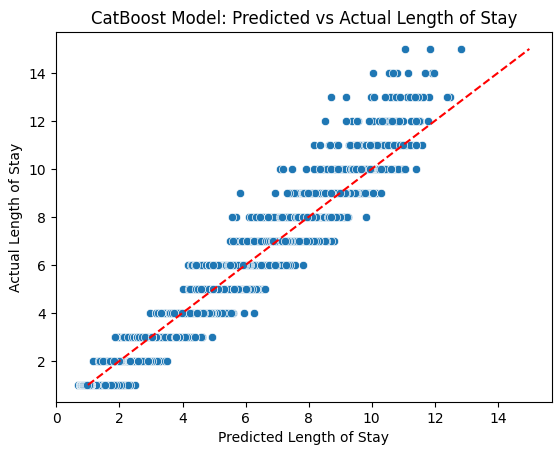 CatBoost Model: Predicted vs Actual Length of Stay
Actual Length of Stay
14
12
10
8
6
4
2
0 2 4 6 8 10 12 14
Predicted Length of Stay